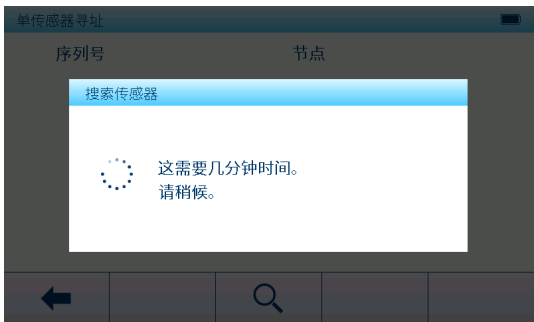 单传感器寻址
序列号 节点
搜索传感器
这需要几分钟时间。
请稍候。